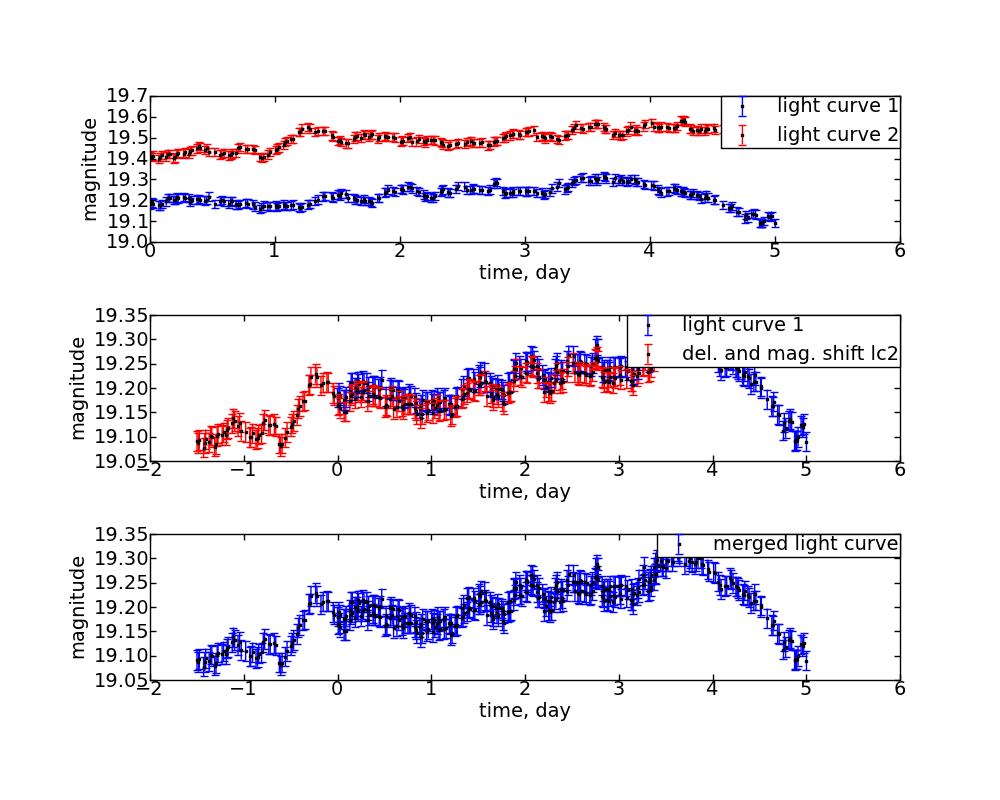 19.7
19.6
19.5
19.4
19.3
19.2
19.1
19.0
magnitude
light curve 1
light curve 2
0 1 2 3 4 5 6
time, day
19.35
19.30
19.25
19.20
19.15
19.10
19.05
magnitude
light curve 1
del. and mag. shift lc2
−2 −1 0 1 2 3 4 5 6
time, day
19.35
19.30
19.25
19.20
19.15
19.10
19.05
magnitude
merged light curve
−2 −1 0 1 2 3 4 5 6
time, day